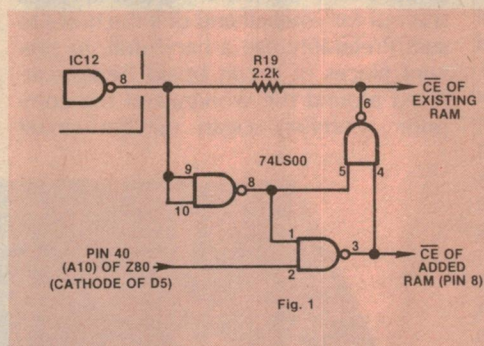 IC12
8
R19
2.2k
CE OF
EXISTING
RAM
6
74LS00
5 4
9
10
8
1
2
3
PIN 40
(A10) OF Z80
(CATHODE OF D5)
CE OF
ADDED
RAM (PIN 8)
Fig. 1